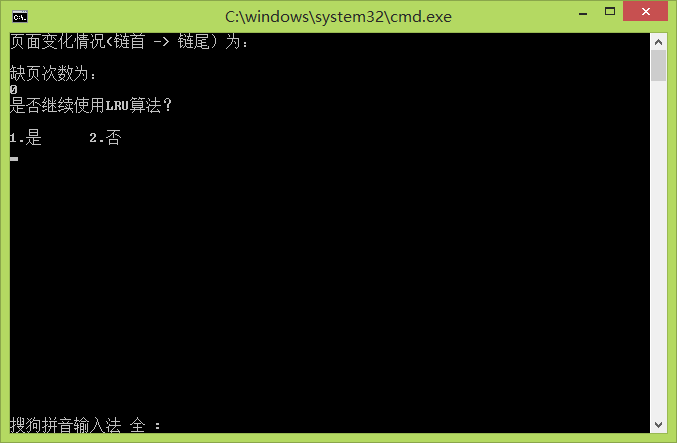 C:\windows\system32\cmd.exe
页面变化情况(链首 -> 链尾) 为:
缺页次数为:
0
是否继续使用LRU算法?
1.是 2.否
搜狗拼音输入法 全 :